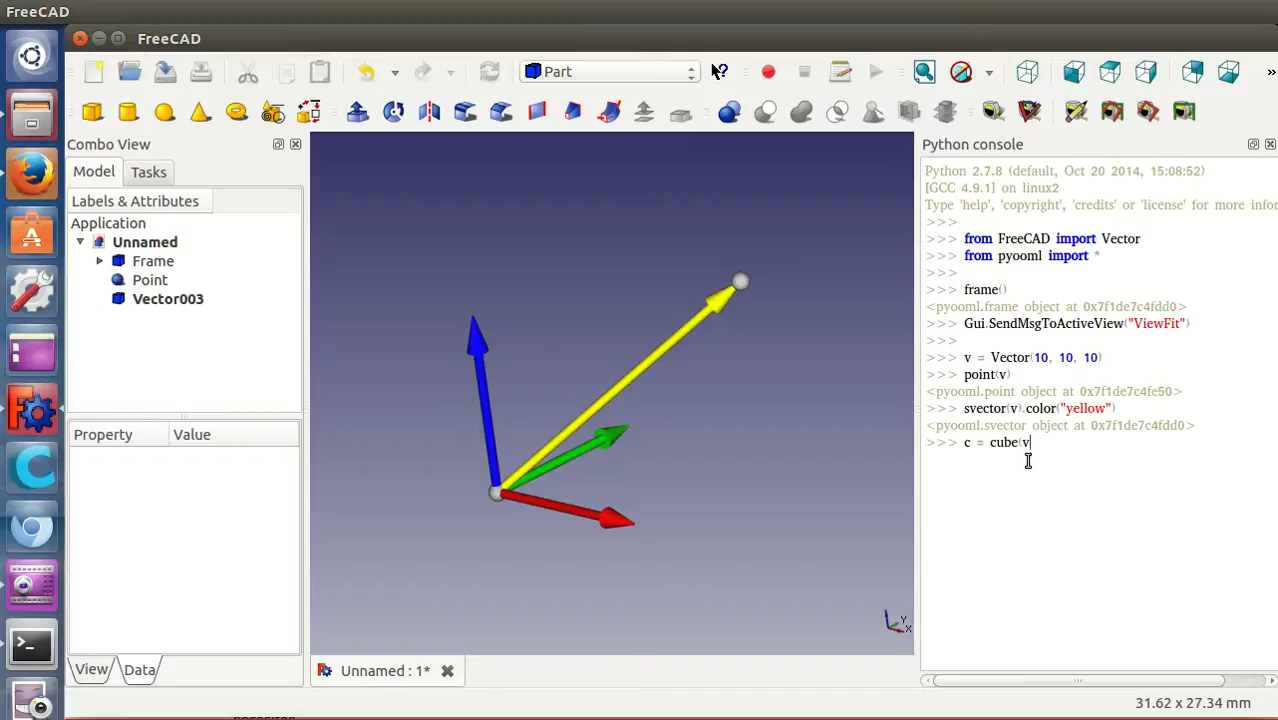 FreeCAD
FreeCAD
Part
»
Combo View
Python console
Model
Tasks
Labels & Attributes
Application
Unnamed
Frame
Point
Vector003
Property
Value
View
Data
Python 2.7.8 (default, Oct 20 2014, 15:08:52)
[GCC 4.9.1] on linux2
Type 'help', 'copyright', 'credits' or 'license' for more infor
>>>
>>> from FreeCAD import Vector
>>> from pyooml import *
>>>
>>> frame()
<pyooml.frame object at 0x7f1de7c4fdd0>
>>> Gui.SendMsgToActiveView("ViewFit")
>>>
>>> v = Vector(10, 10, 10)
>>> point(v)
<pyooml.point object at 0x7f1de7c4fe50>
>>> svector(v).color("yellow")
<pyooml.svector object at 0x7f1de7c4fdd0>
>>> c = cube(v
Y
X
Unnamed : 1*
31.62 x 27.34 mm